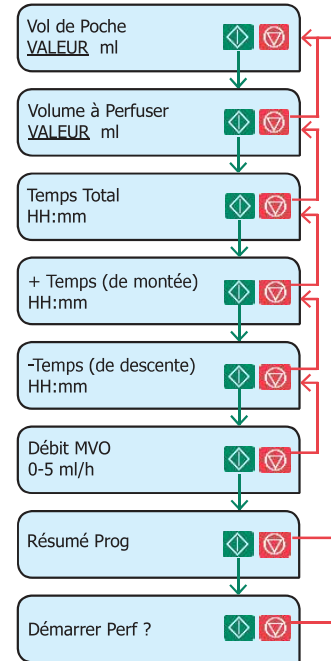 Vol de Poche
VALEUR ml
Volume à Perfuser
VALEUR ml
Temps Total
HH:mm
+ Temps (de montée)
HH:mm
-Temps (de descente)
HH:mm
Débit MVO
0-5 ml/h
Résumé Prog
Démarrer Perf ?